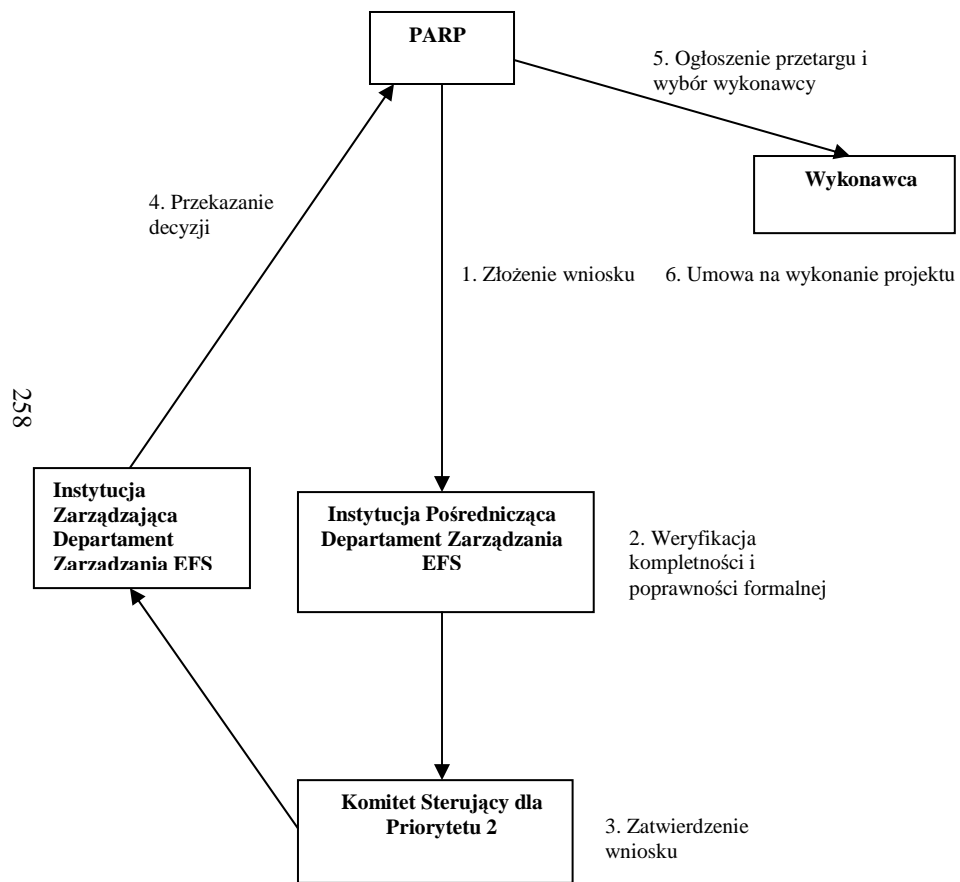 PARP
5. Ogłoszenie przetargu i
wybór wykonawcy
Wykonawca
4. Przekazanie
decyzji
1. Złożenie wniosku
6. Umowa na wykonanie projektu
258
Instytucja
Zarządzająca
Departament
Zarzadzania EFS
Instytucja Pośrednicząca
Departament Zarządzania
EFS
2. Weryfikacja
kompletności i
poprawności formalnej
Komitet Sterujący dla
Priorytetu 2
3. Zatwierdzenie
wniosku